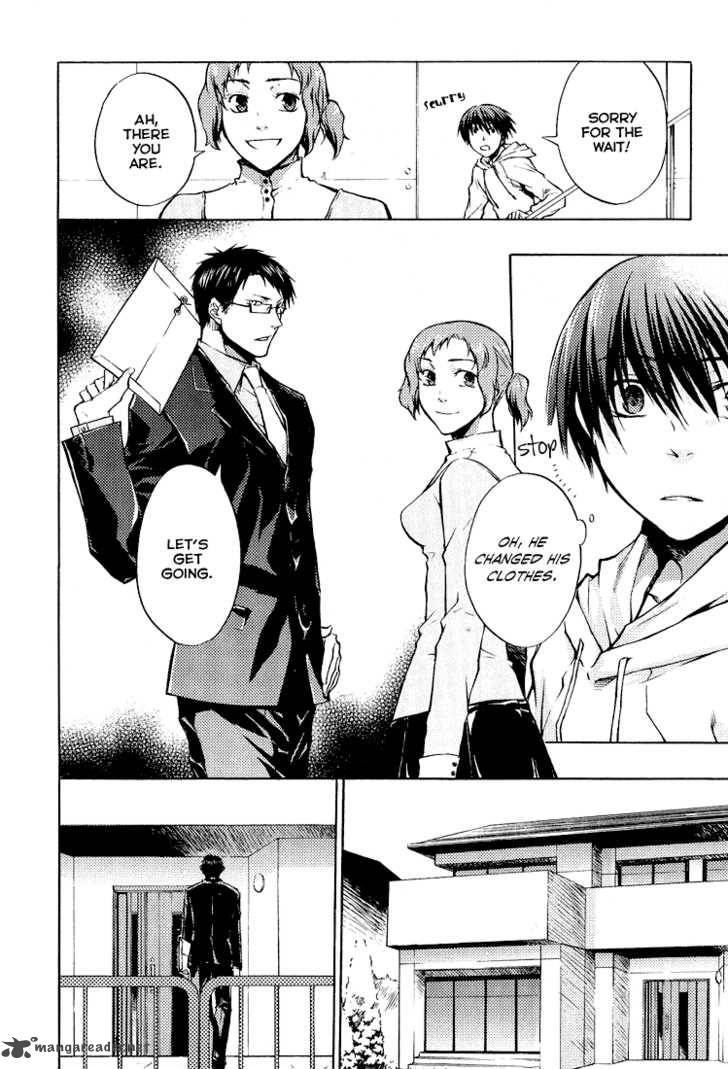 SORRY
FOR THE
WAIT!
scurry
AH,
THERE
YOU
ARE.
stop
OH, HE
CHANGED HIS
CLOTHES.
LET'S
GET
GOING.
mangareader.net